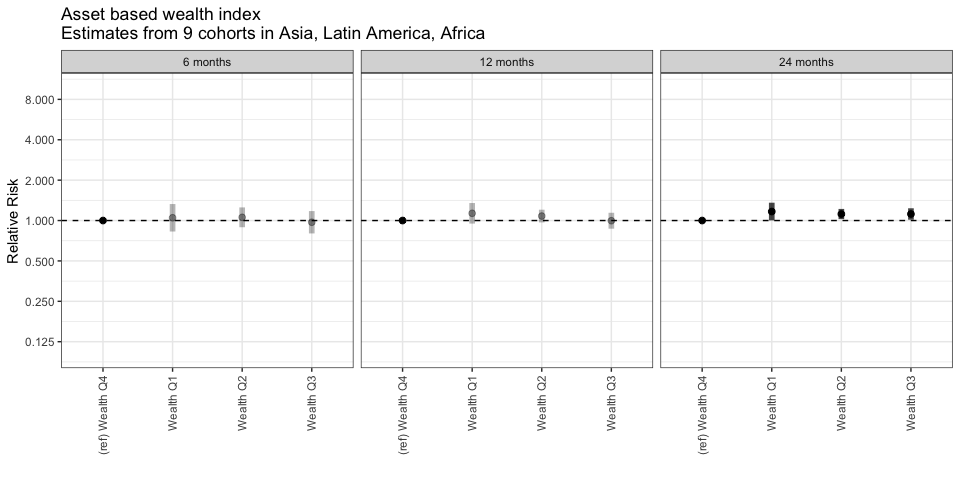 Asset based wealth index
Estimates from 9 cohorts in Asia, Latin America, Africa
6 months
12 months
24 months
Relative Risk
8.000
4.000
2.000
1.000
0.500
0.250
0.125
(ref) Wealth Q4
Wealth Q1
Wealth Q2
Wealth Q3
(ref) Wealth Q4
Wealth Q1
Wealth Q2
Wealth Q3
(ref) Wealth Q4
Wealth Q1
Wealth Q2
Wealth Q3